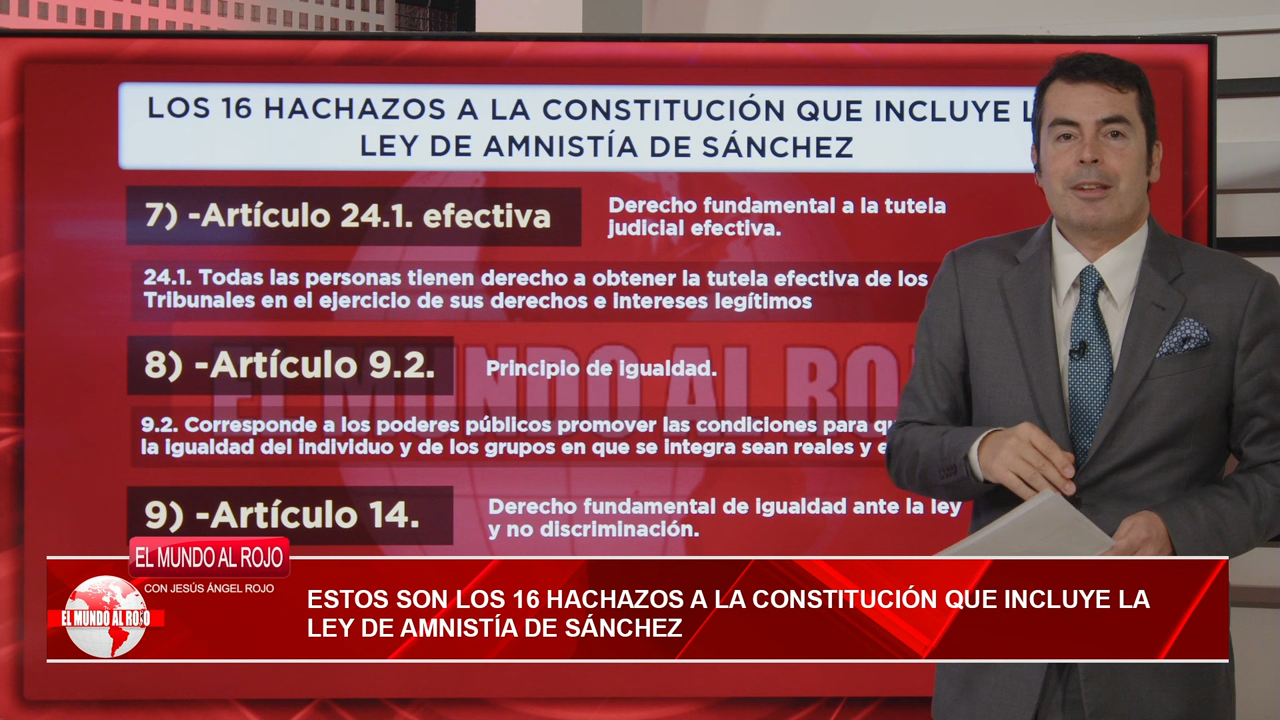 LOS 16 HACHAZOS A LA CONSTITUCIÓN QUE INCLUYE
LEY DE AMNISTÍA DE SÁNCHEZ
7) -Artículo 24.1. efectiva
Derecho fundamental a la tutela
judicial efectiva.
24.1. Todas las personas tienen derecho a obtener la tutela efectiva de los
Tribunales en el ejercicio de sus derechos e intereses legítimos
8) -Artículo 9.2.
Principio de igualdad.
9.2. Corresponde a los poderes públicos promover las condiciones para
la igualdad del individuo y de los grupos en que se integra sean reales y
9) -Artículo 14.
Derecho fundamental de igualdad ante la ley
y no discriminación.
EL MUNDO AL
EL MUNDO AL ROJO
CON JESÚS ÁNGEL ROJO
EL MUNDO AL ROJO
ESTOS SON LOS 16 HACHAZOS A LA CONSTITUCIÓN QUE INCLUYE LA
LEY DE AMNISTÍA DE SÁNCHEZ